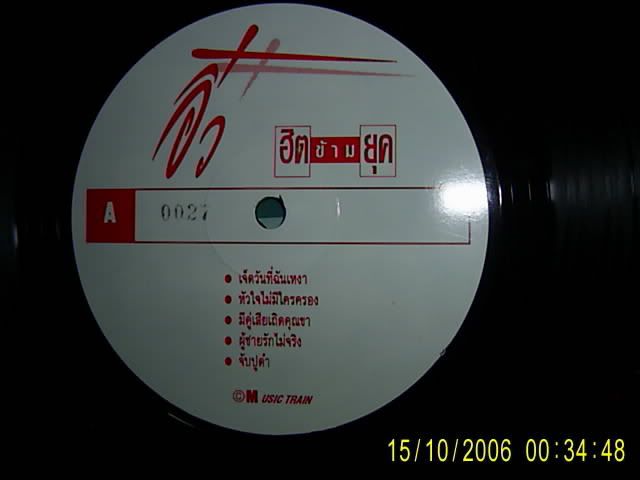 จิ๋ว
ฮิตข้ามยุค
A 0027
เจ็ดวันที่ฉันเหงา
หัวใจไม่มีใครครอง
มีคู่เสียเถิดคุณขา
ผู้ชายรักไม่จริง
จับปูดำ
©MUSIC TRAIN
15/10/2006 00:34:48